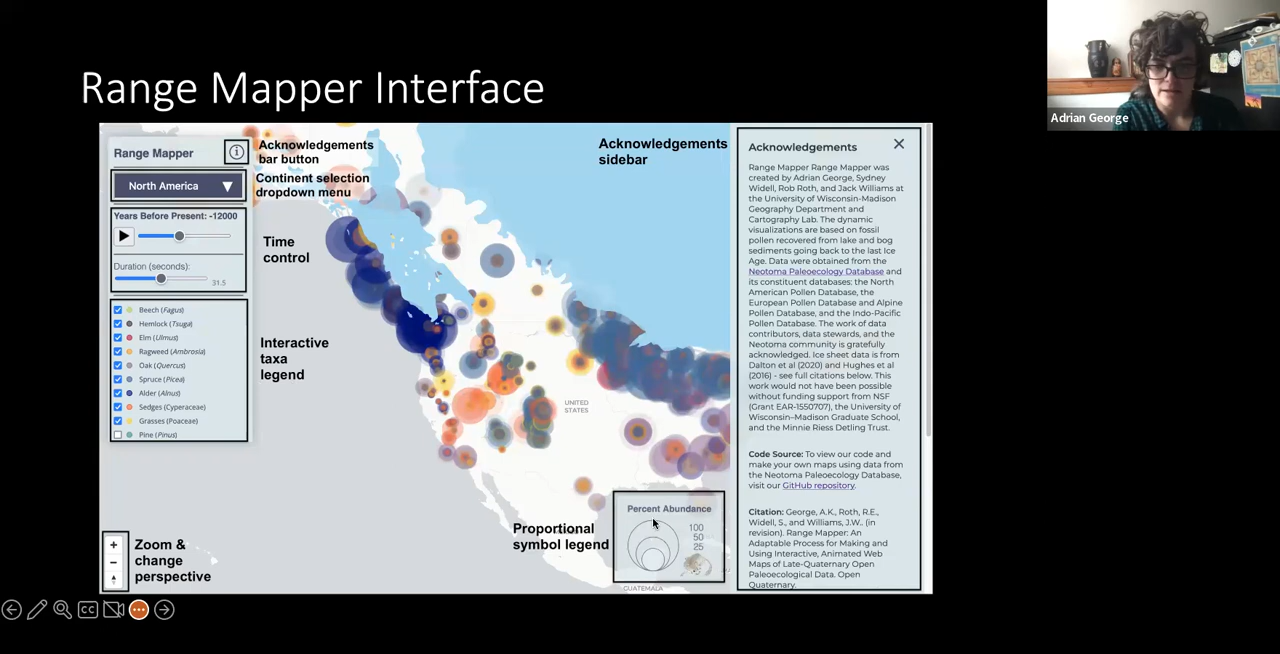 Range Mapper Interface
Adrian George
Range Mapper
Acknowledgements
bar button
North America
Continent selection
dropdown menu
Years Before Present: -12000
Time
control
Duration (seconds):
31.5
Beech (Fagus)
Hemlock (Tsuga)
Elm (Ulmus)
Ragweed (Ambrosia)
Oak (Quercus)
Spruce (Picea)
Alder (Alnus)
Sedges (Cyperaceae)
Grasses (Poaceae)
Pine (Pinus)
Interactive
taxa
legend
UNITED
STATES
Zoom &
change
perspective
Proportional
symbol legend
Percent Abundance
100
50
25
GUATEMALA
Acknowledgements
sidebar
Acknowledgements
Range Mapper Range Mapper was
created by Adrian George, Sydney
Widell, Rob Roth, and Jack Williams at
the University of Wisconsin-Madison
Geography Department and
Cartography Lab. The dynamic
visualizations are based on fossil
pollen recovered from lake and bog
sediments going back to the last Ice
Age. Data were obtained from the
Neotoma Paleoecology Database and
its constituent databases: the North
American Pollen Database, the
European Pollen Database and Alpine
Pollen Database, and the Indo-Pacific
Pollen Database. The work of data
contributors, data stewards, and the
Neotoma community is gratefully
acknowledged. Ice sheet data is from
Dalton et al (2020) and Hughes et al
(2016) - see full citations below. This
work would not have been possible
without funding support from NSF
(Grant EAR-1550707), the University of
Wisconsin-Madison Graduate School,
and the Minnie Riess Detling Trust.
Code Source: To view our code and
make your own maps using data from
the Neotoma Paleoecology Database,
visit our GitHub repository.
Citation: George, A.K., Roth, R.E.,
Widell, S., and Williams, J.W.. (in
revision). Range Mapper: An
Adaptable Process for Making and
Using Interactive, Animated Web
Maps of Late-Quaternary Open
Paleoecological Data. Open
Quaternary.
CC